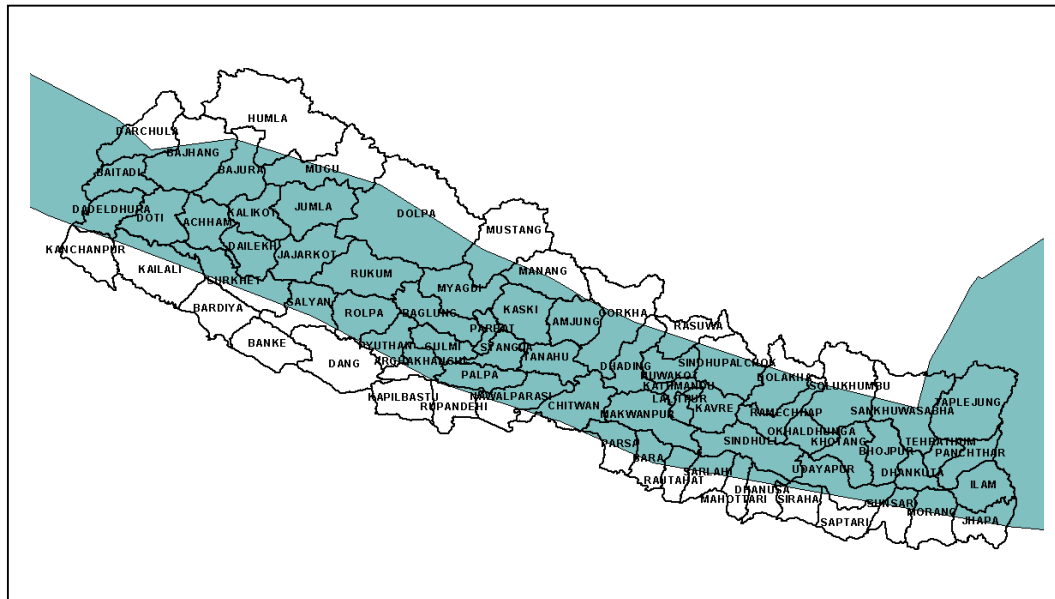 HUMLA
DARCHULA
BAJHANG
BAJURA
MUGU
BAITADI
DADELDHURA
DOTI
ACHHAM
KALIKOT
JUMLA
DOLPA
MUSTANG
KANCHANPUR
KAILALI
DAILEKH
JAJARKOT
SURKHET
RUKUM
MYAGDI
MANANG
BARDIYA
SALYAN
ROLPA
BAGLUNG
KASKI
LAMJUNG
GORKHA
RASUWA
BANKE
DANG
PYUTHAN
GULMI
PARBAT
SYANGJA
TANAHU
ARGHAKHANCHI
PALPA
DHADING
NUWAKOT
SINDHUPALCHOK
DOLAKHA
SOLUKHUMBU
KATHMANDU
LALITPUR
KAPILBASTU
RUPANDEHI
NAWALPARASI
CHITWAN
MAKWANPUR
KAVRE
RAMECHHAP
SANKHUWASABHA
TAPLEJUNG
OKHALDHUNGA
KHOTANG
BHOJPUR
TEHRATHUM
PANCHTHAR
PARSA
BARA
SINDHULI
UDAYAPUR
DHANKUTA
ILAM
RAUTAHAT
SARLAHI
MAHOTTARI
DHANUSA
SIRAHA
SAPTARI
SUNSARI
MORANG
JHAPA